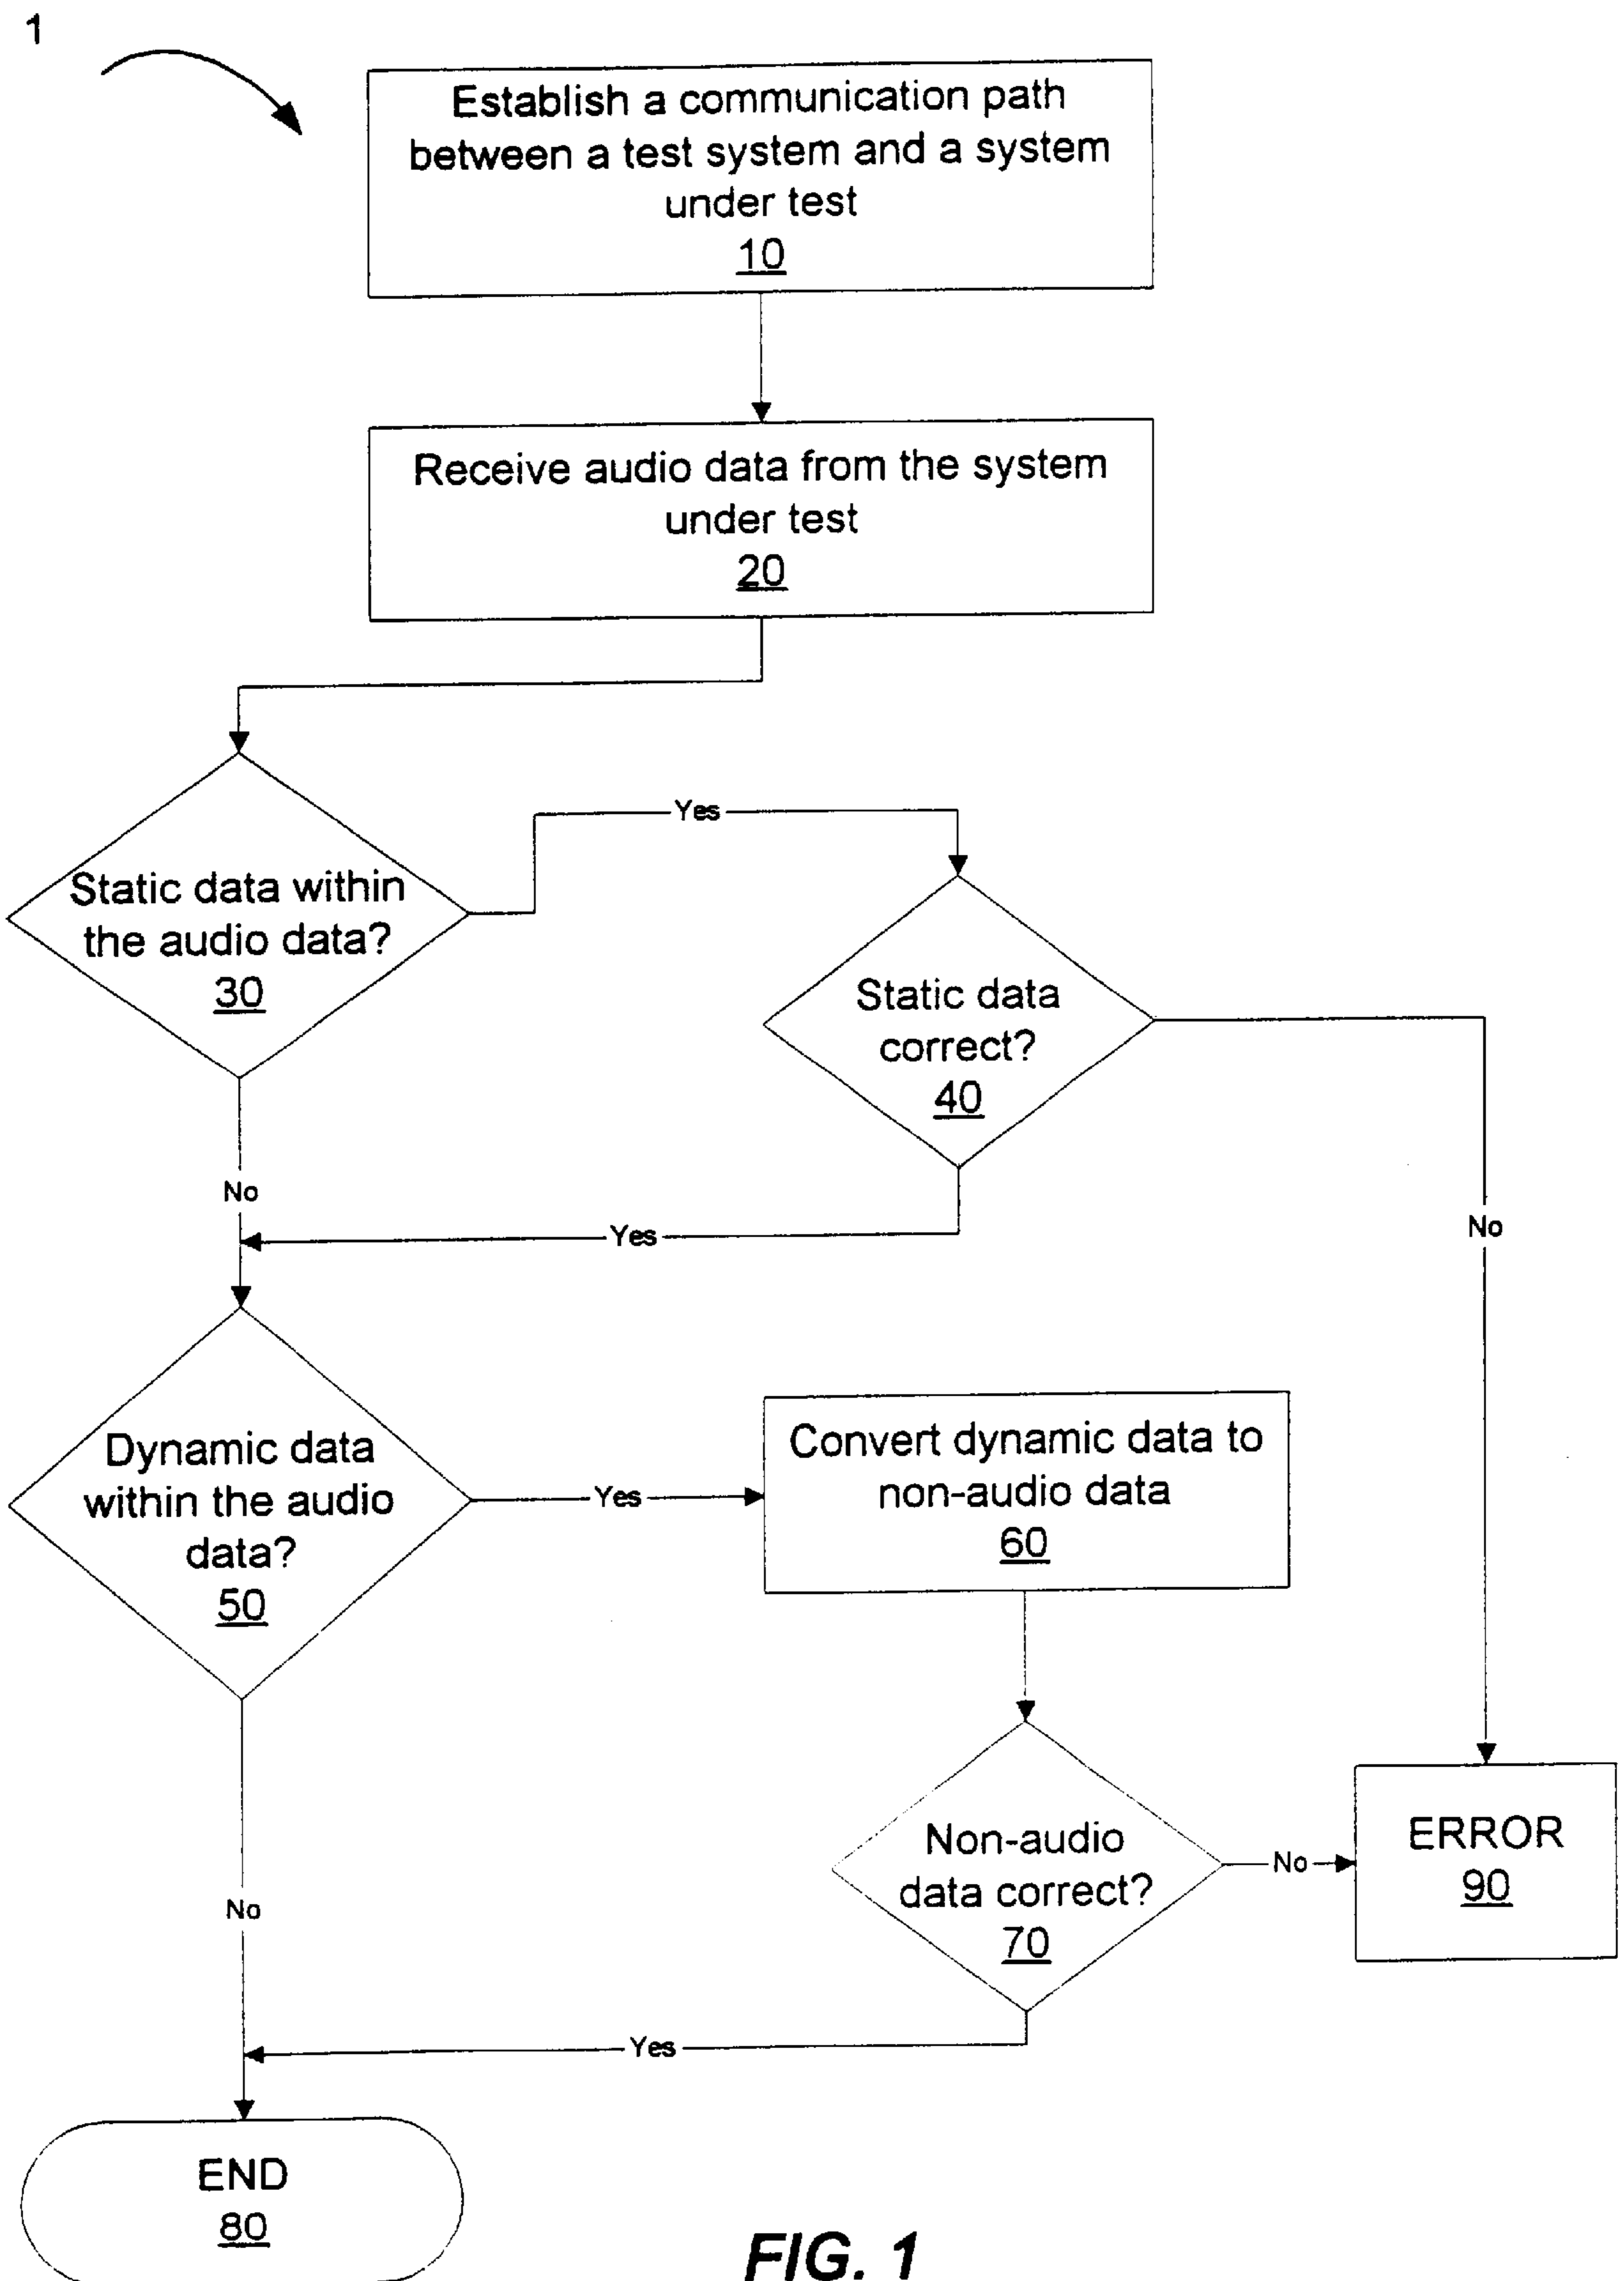 1
Establish a communication path
between a test system and a system
under test
10
Receive audio data from the system
under test
20
Yes
Static data within
the audio data?
30
Static data
correct?
40
No
Yes
No
Dynamic data
within the audio
data?
50
Yes
Convert dynamic data to
non-audio data
60
Non-audio
data correct?
70
No
ERROR
90
No
Yes
END
80
FIG. 1